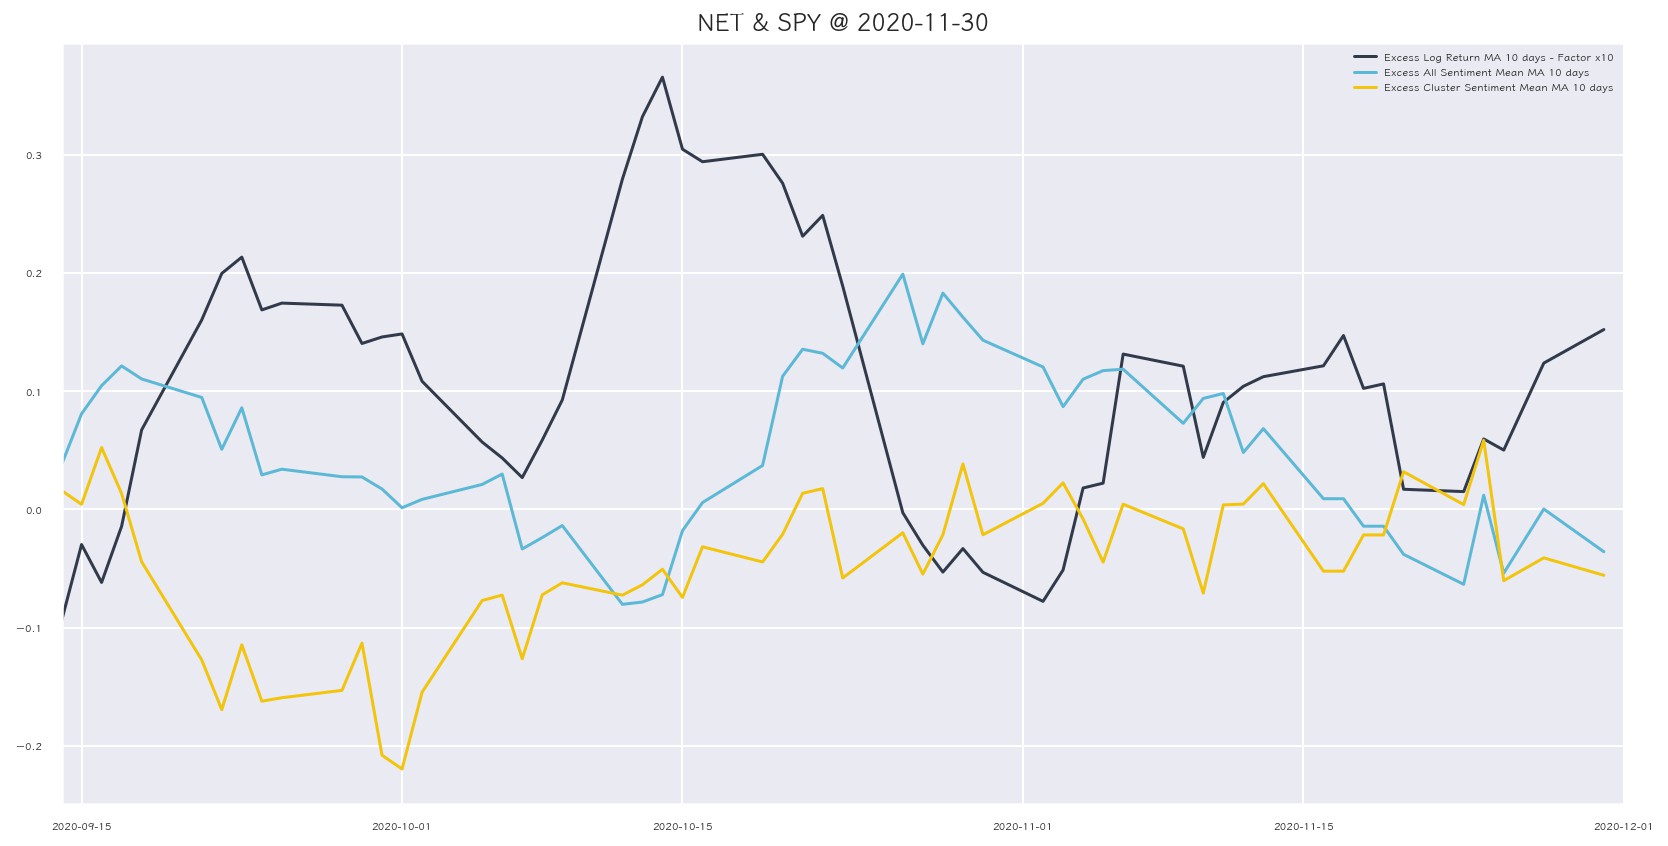 NET & SPY @ 2020-11-30
Excess Log Return MA 10 days - Factor x10
Excess All Sentiment Mean MA 10 days
Excess Cluster Sentiment Mean MA 10 days
0.3
0.2
0.1
0.0
−0.1
−0.2
2020-09-15 2020-10-01 2020-10-15 2020-11-01 2020-11-15 2020-12-01